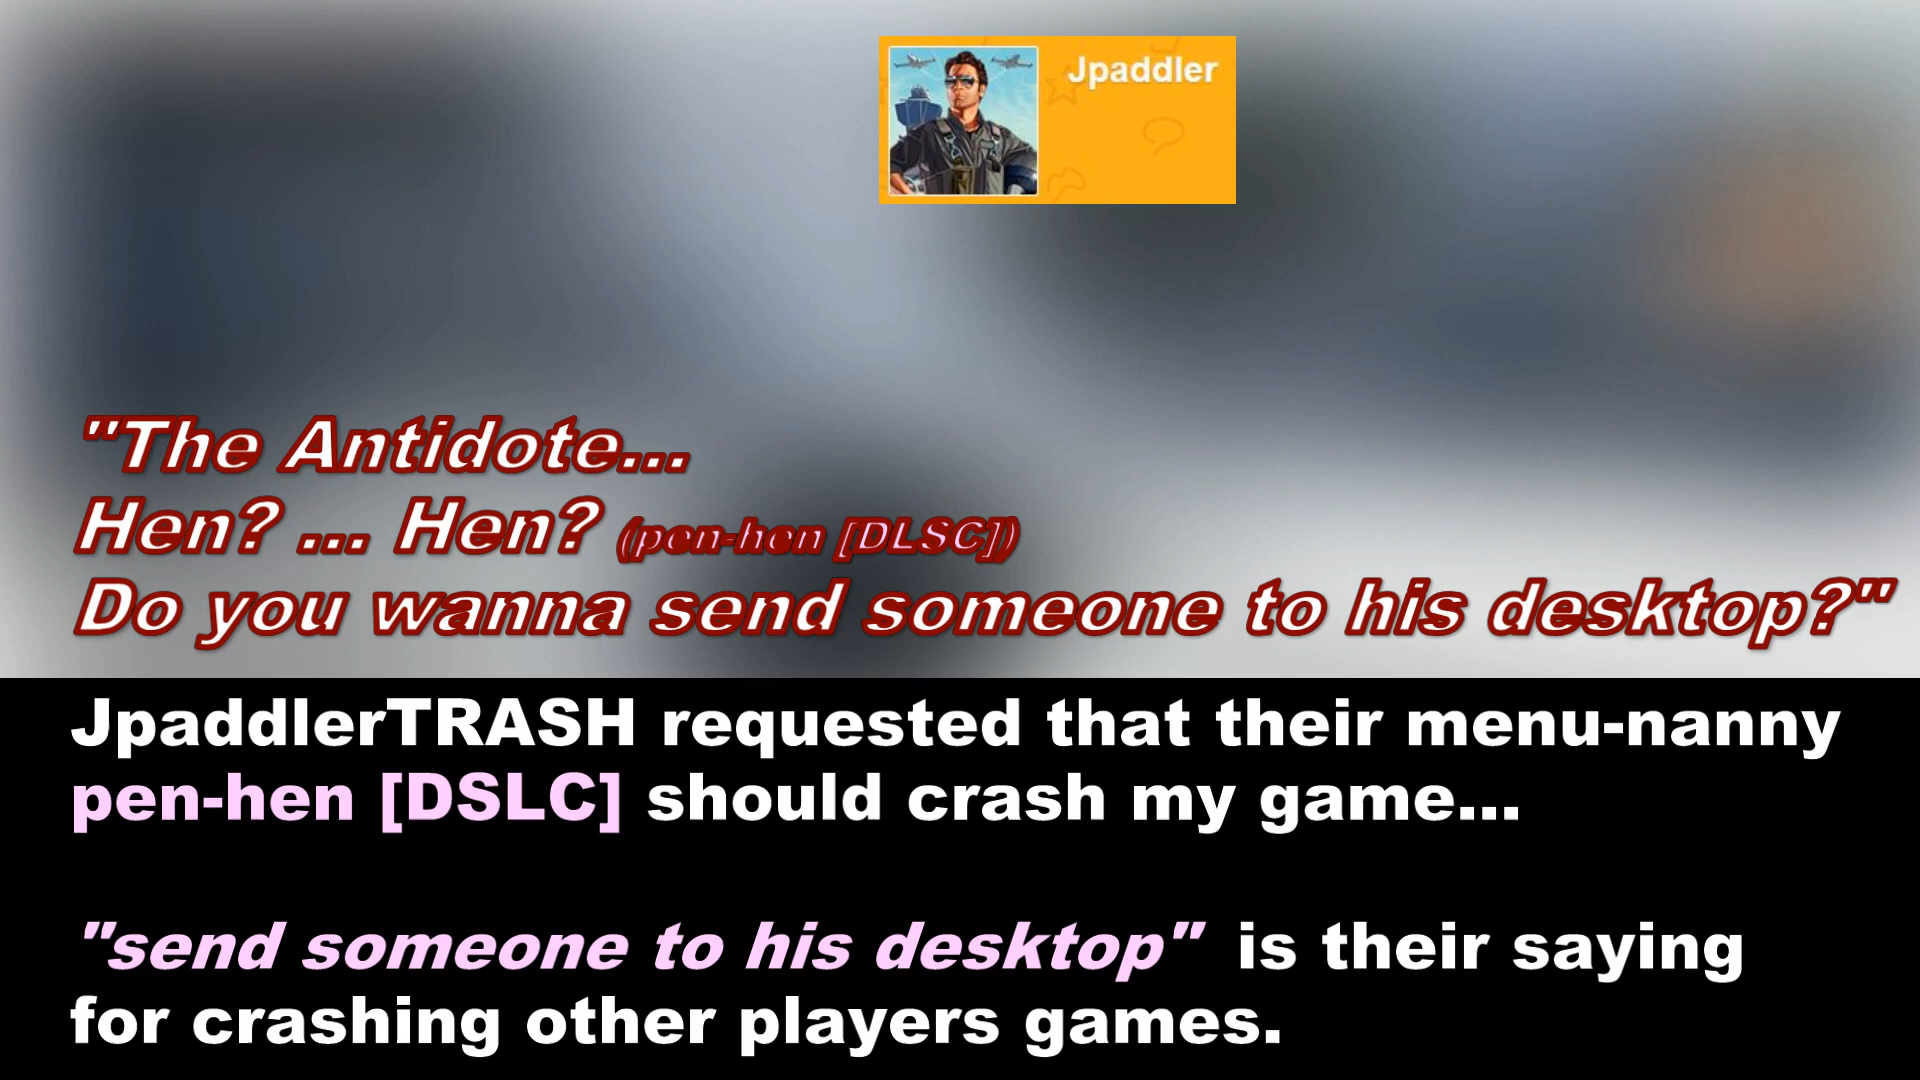 Jpaddler
"The Antidote...
Hen? ... Hen? (pen-hen [DLSC])
Do you wanna send someone to his desktop?"
JpaddlerTRASH requested that their menu-nanny
pen-hen [DSLC] should crash my game...
"send someone to his desktop" is their saying
for crashing other players games.